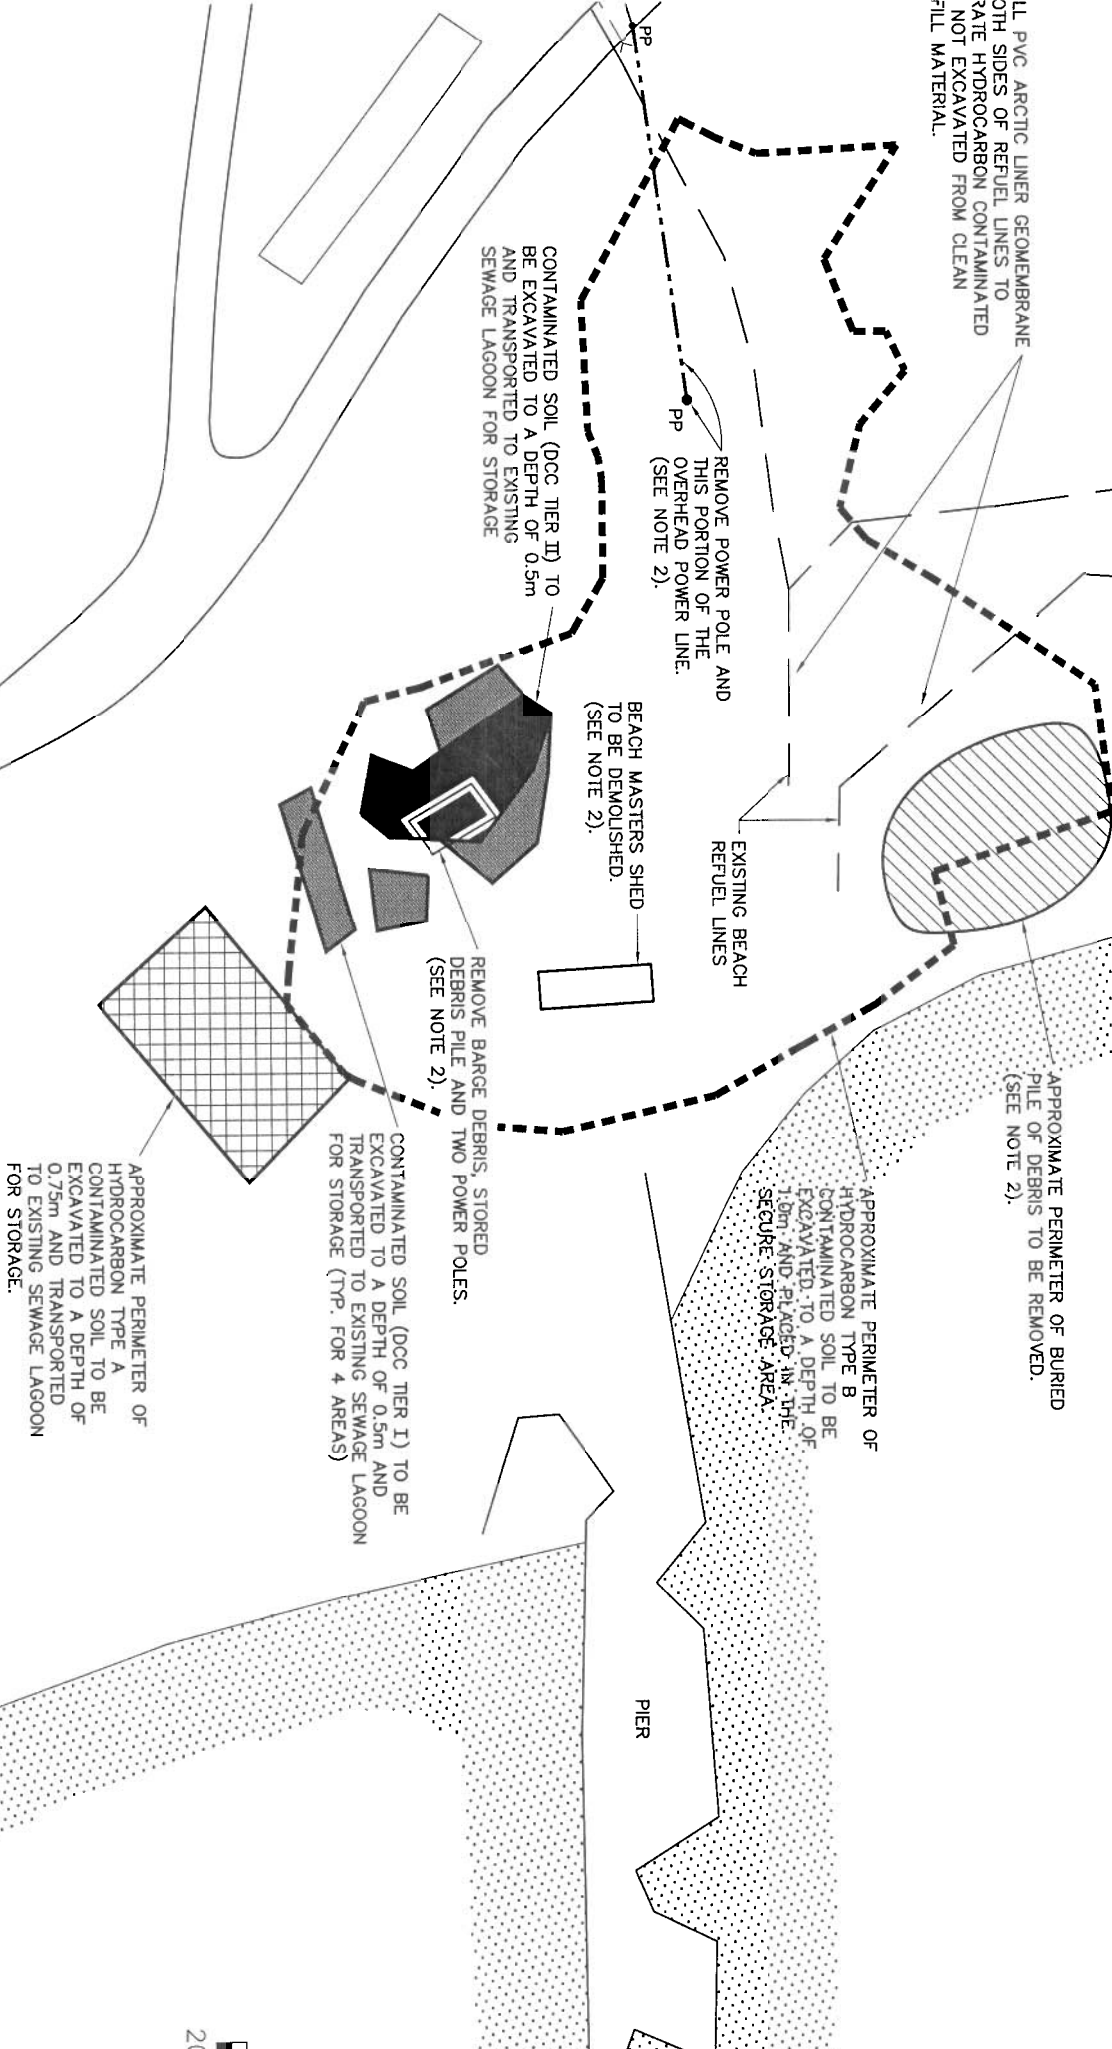 LL PVC ARCTIC LINER GEOMEMBRANE
OTH SIDES OF REFUEL LINES TO
RATE HYDROCARBON CONTAMINATED
NOT EXCAVATED FROM CLEAN
FILL MATERIAL.
APPROXIMATE PERIMETER OF BURIED
PILE OF DEBRIS TO BE REMOVED.
(SEE NOTE 2).
APPROXIMATE PERIMETER OF
HYDROCARBON TYPE B
CONTAMINATED SOIL TO BE
EXCAVATED TO A DEPTH OF
1.0m AND PLACED IN THE
SECURE STORAGE AREA.
EXISTING BEACH
REFUEL LINES
PP
REMOVE POWER POLE AND
THIS PORTION OF THE
OVERHEAD POWER LINE.
(SEE NOTE 2).
PP
BEACH MASTERS SHED
TO BE DEMOLISHED.
(SEE NOTE 2).
PIER
CONTAMINATED SOIL (DCC TIER II) TO
BE EXCAVATED TO A DEPTH OF 0.5m
AND TRANSPORTED TO EXISTING
SEWAGE LAGOON FOR STORAGE
REMOVE BARGE DEBRIS, STORED
DEBRIS PILE AND TWO POWER POLES.
(SEE NOTE 2).
CONTAMINATED SOIL (DCC TIER I) TO BE
EXCAVATED TO A DEPTH OF 0.5m AND
TRANSPORTED TO EXISTING SEWAGE LAGOON
FOR STORAGE (TYP. FOR 4 AREAS)
APPROXIMATE PERIMETER OF
HYDROCARBON TYPE A
CONTAMINATED SOIL TO BE
EXCAVATED TO A DEPTH OF
0.75m AND TRANSPORTED
TO EXISTING SEWAGE LAGOON
FOR STORAGE.
20